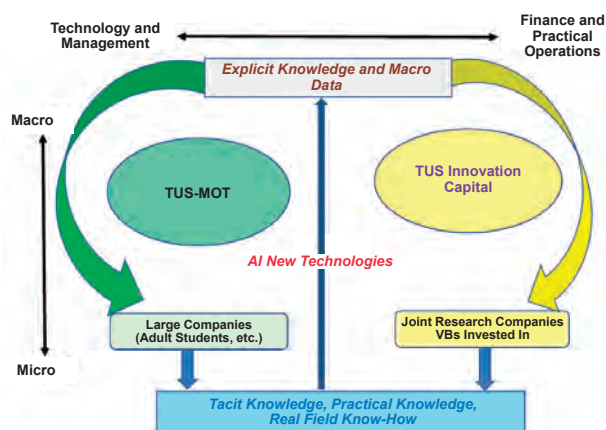 Technology and
Management
Finance and
Practical
Operations
Explicit Knowledge and Macro
Data
Macro
TUS-MOT
TUS Innovation
Capital
AI New Technologies
Large Companies
(Adult Students, etc.)
Joint Research Companies
VBs Invested In
Micro
Tacit Knowledge, Practical Knowledge,
Real Field Know-How